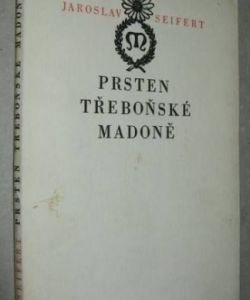 JAROSLAV SEIFERT
M
PRSTEN
TŘEBOŇSKÉ
MADONĚ
SEIFERT PRSTEN TŘEBOŇSKÉ MADONĚ